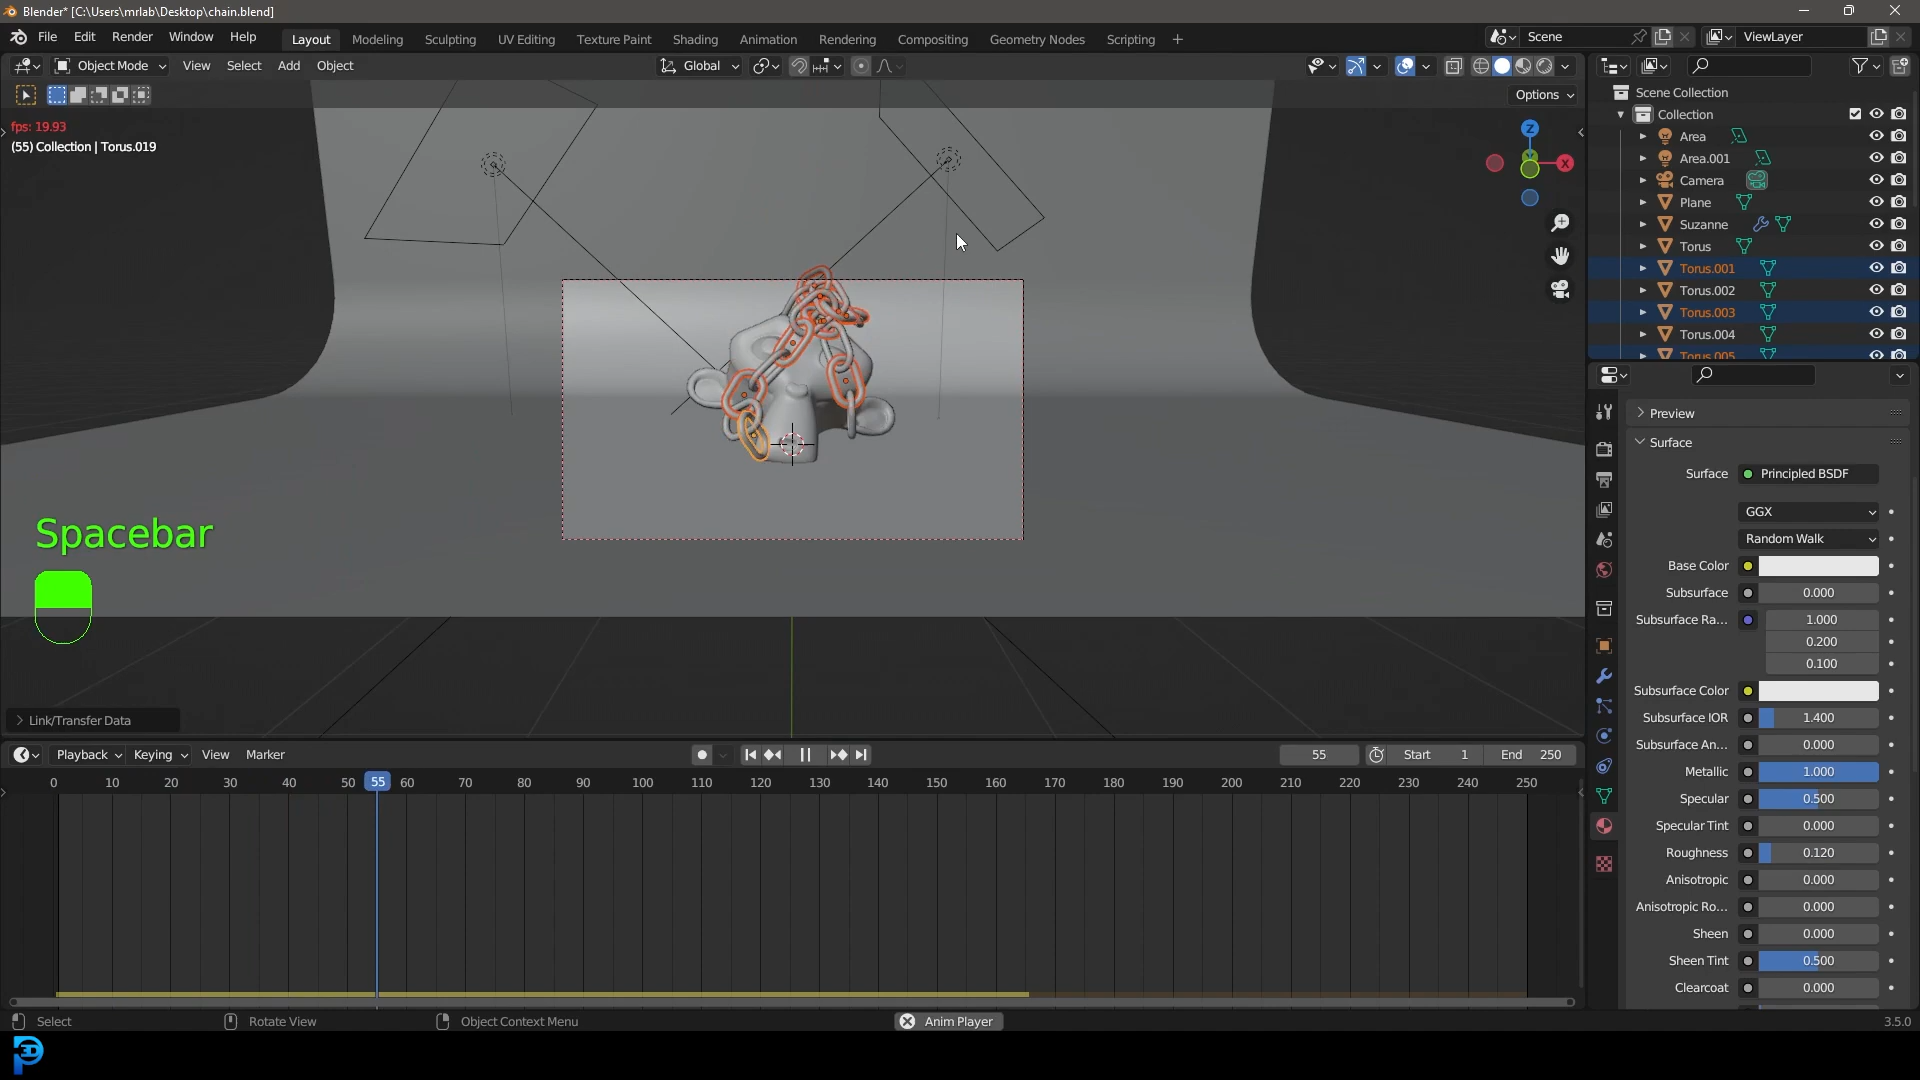 Blender* [C:\Users\mrlab\Desktop\chain.blend]
File Edit Render Window Help
Layout Modeling Sculpting UV Editing Texture Paint Shading Animation Rendering Compositing Geometry Nodes Scripting +
Scene
ViewLayer
Object Mode View Select Add Object
Global
Options
fps: 19.93
(55) Collection | Torus.019
Z
X
Spacebar
Link/Transfer Data
Scene Collection
Collection
Area
Area.001
Camera
Plane
Suzanne
Torus
Torus.001
Torus.002
Torus.003
Torus.004
Torus.005
Preview
Surface
Surface Principled BSDF
GGX
Random Walk
Base Color
Subsurface 0.000
Subsurface Ra... 1.000
0.200
0.100
Subsurface Color
Subsurface IOR 1.400
Subsurface An... 0.000
Metallic 1.000
Specular 0.500
Specular Tint 0.000
Roughness 0.120
Anisotropic 0.000
Anisotropic Ro... 0.000
Sheen 0.000
Sheen Tint 0.500
Clearcoat 0.000
Playback Keying View Marker
55 Start 1 End 250
0 10 20 30 40 50 55 60 65 70 80 90 100 110 120 130 140 150 160 170 180 190 200 210 220 230 240 250
Select Rotate View Object Context Menu Anim Player 3.5.0